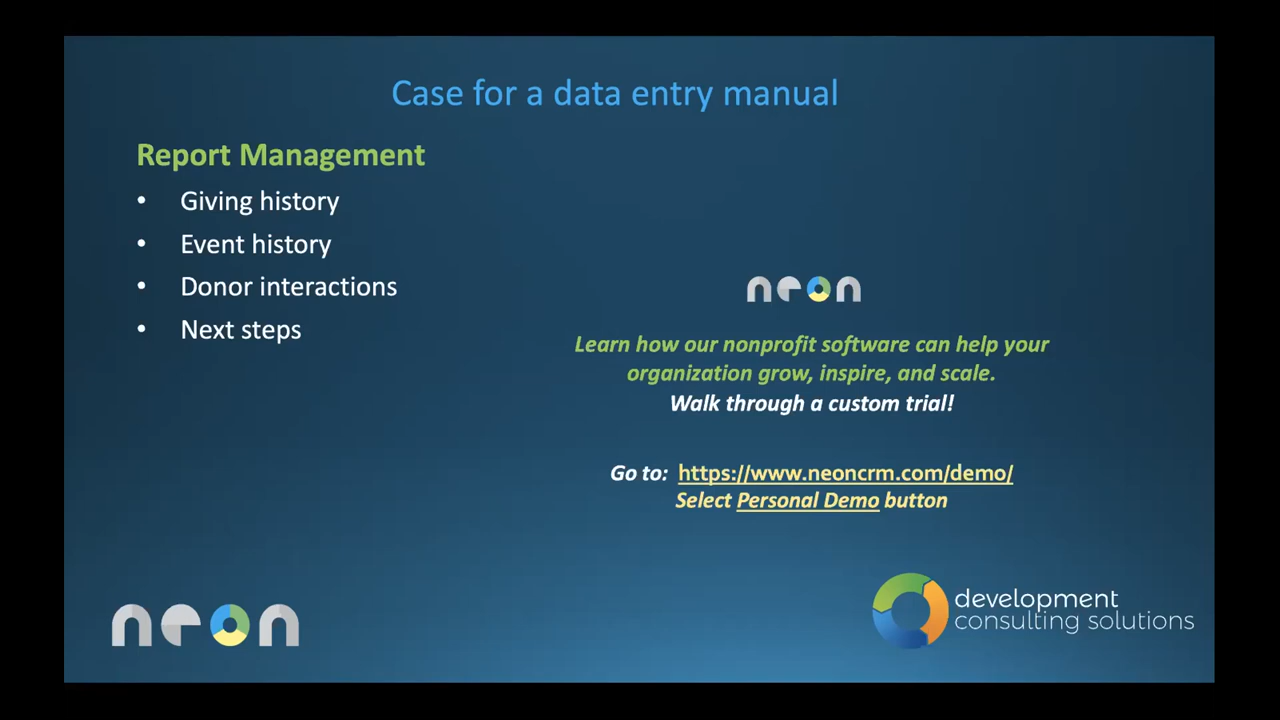 Case for a data entry manual
Report Management
• Giving history
• Event history
• Donor interactions
• Next steps
neon
Learn how our nonprofit software can help your
organization grow, inspire, and scale.
Walk through a custom trial!
Go to: https://www.neoncrm.com/demo/
Select Personal Demo button
neon
development
consulting solutions